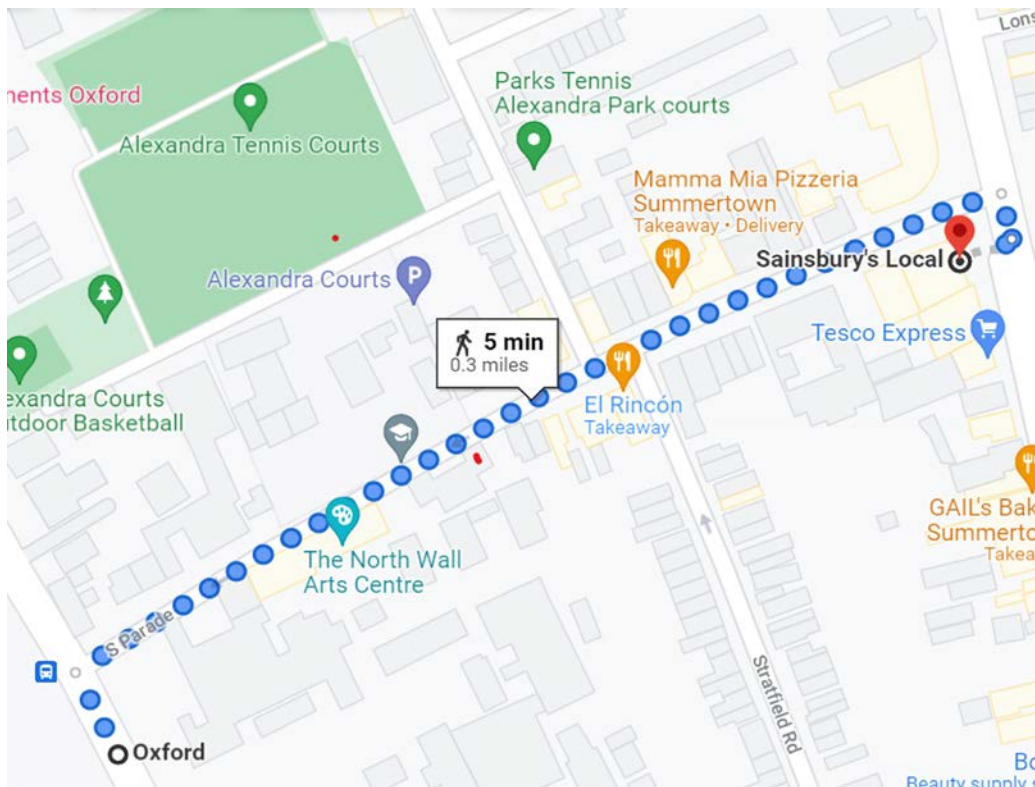 Lons
nents Oxford
Alexandra Tennis Courts
Parks Tennis
Alexandra Park courts
Mamma Mia Pizzeria
Summertown
Takeaway • Delivery
Sainsbury's Local
Alexandra Courts
P
Tesco Express
5 min
0.3 miles
exandra Courts
tdoor Basketball
El Rincón
Takeaway
GAIL's Bak
Summerto
Takea
The North Wall
Arts Centre
S Parade
Stratfield Rd
Oxford
Bo
Beauty supply s